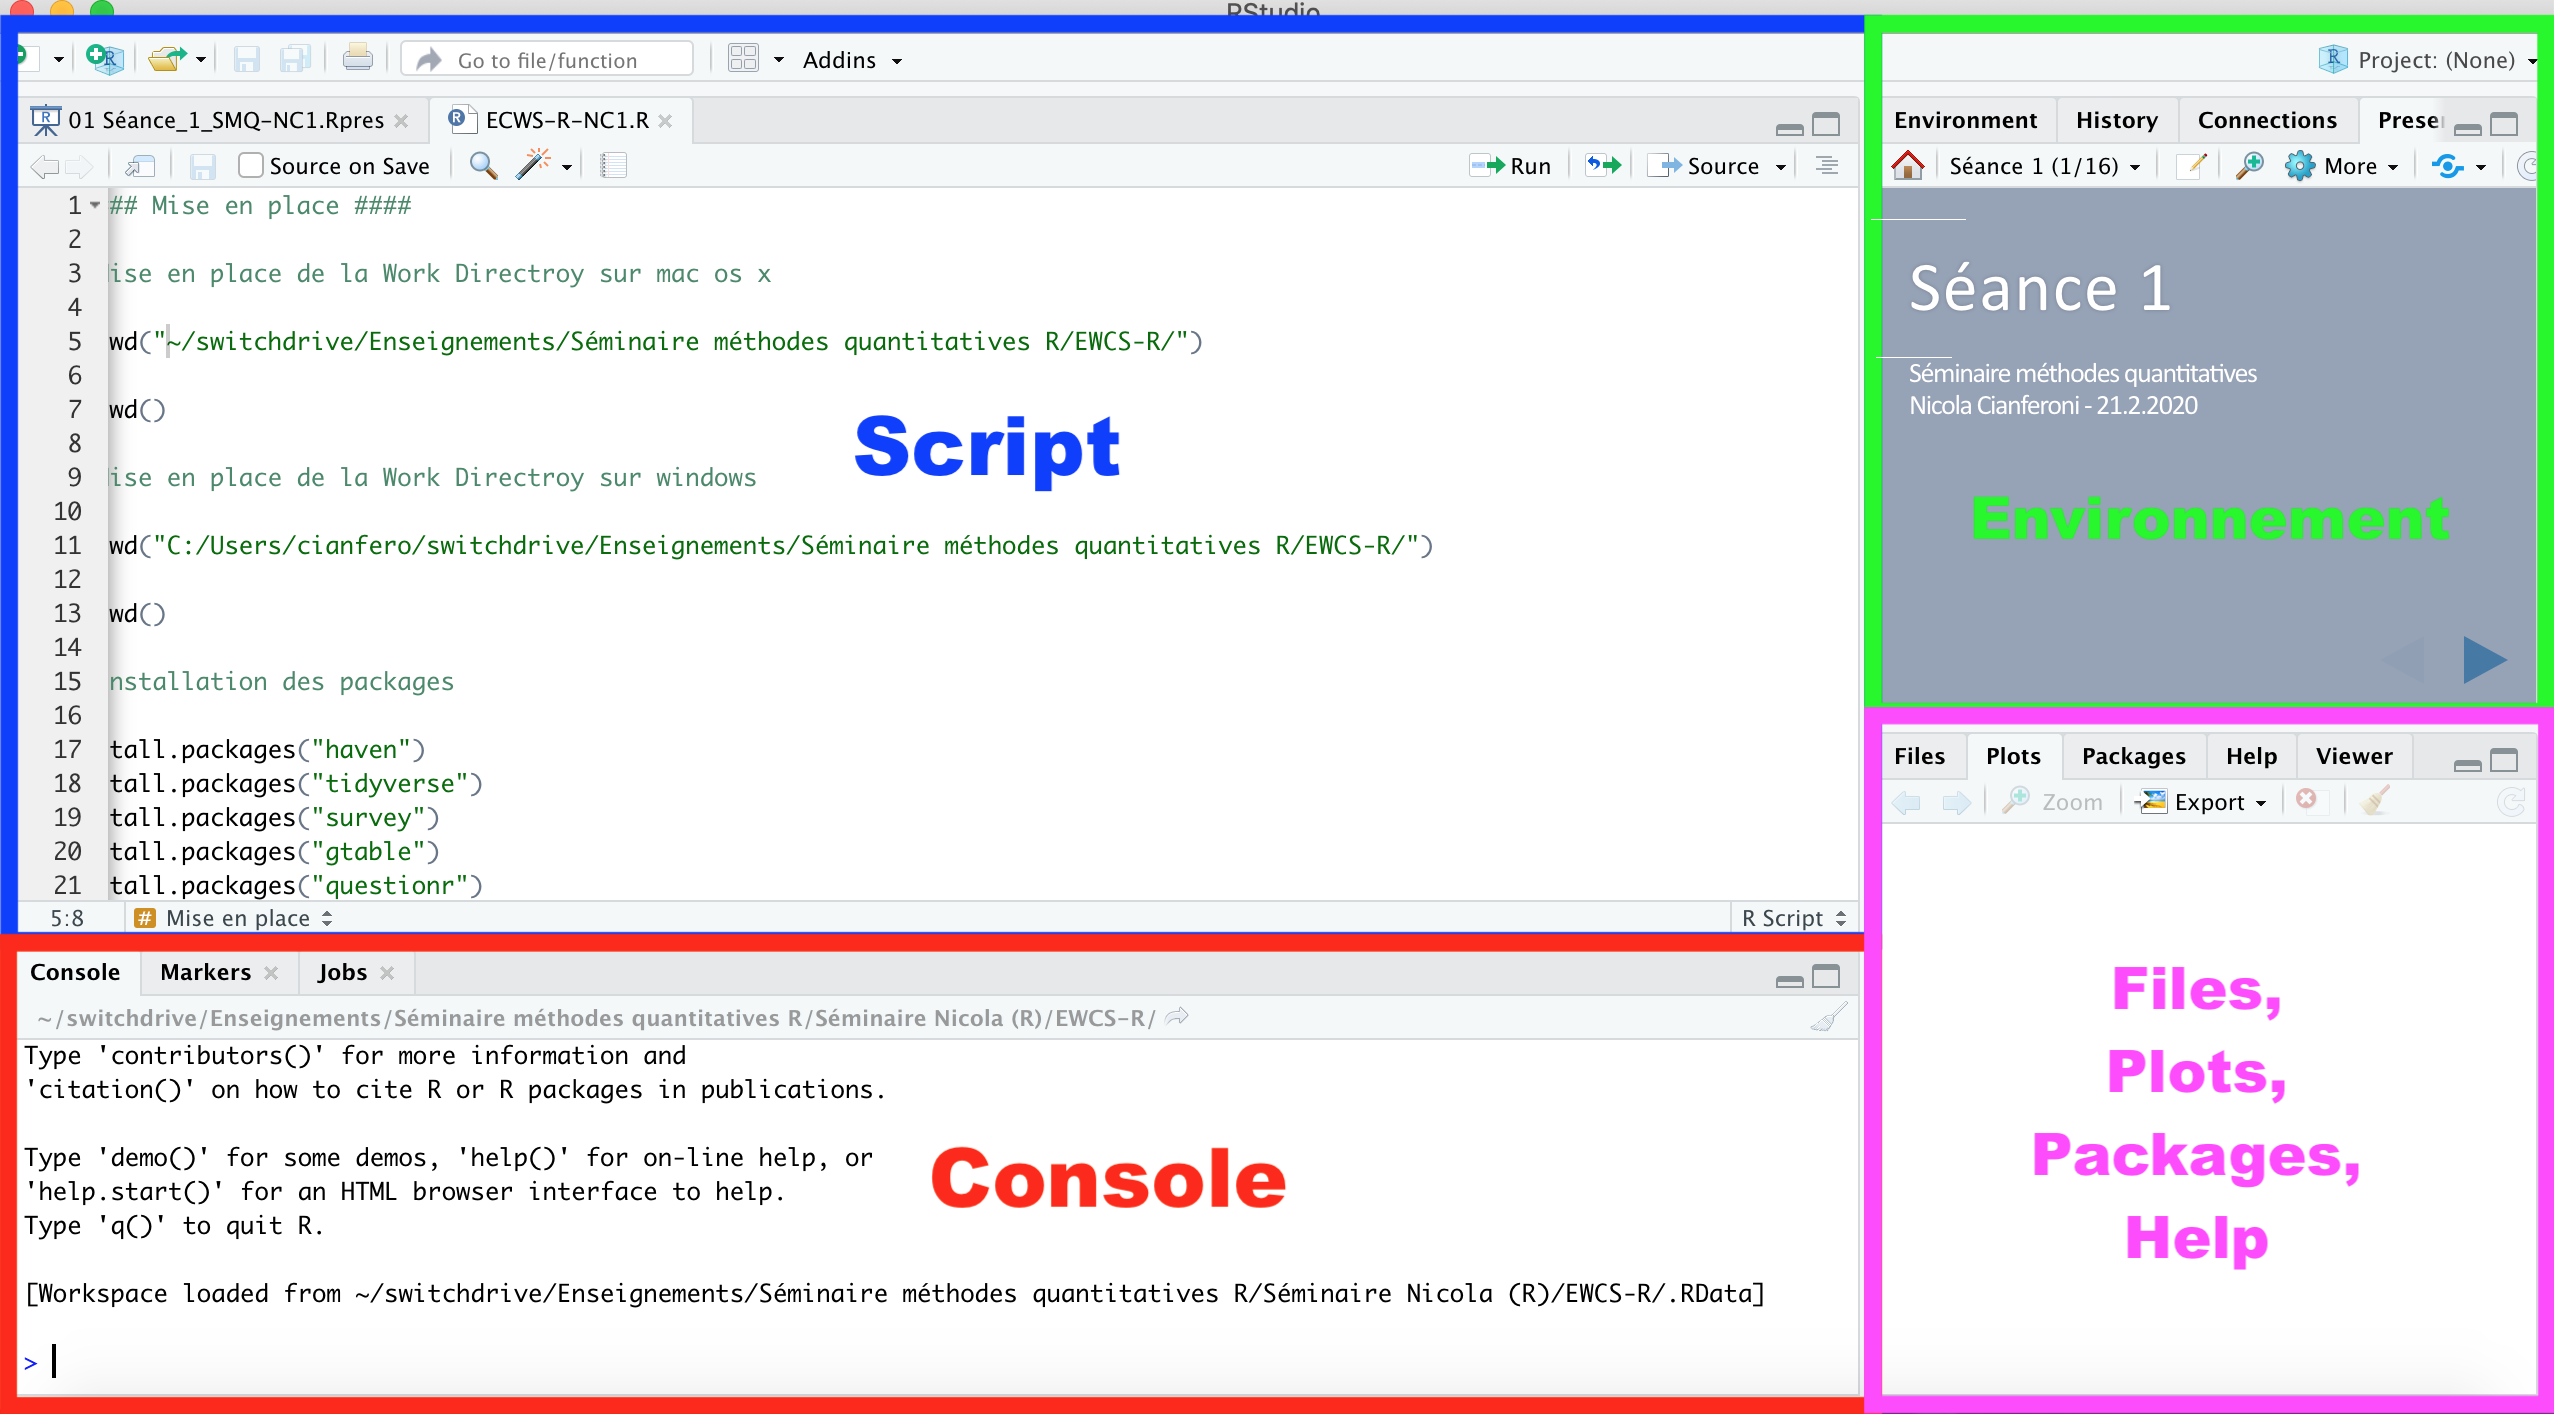 RStudio
Go to file/function
Addins
Project: (None)
01 Séance_1_SMQ-NC1.Rpres
ECWS-R-NC1.R
Source on Save
Run
Source
1 ## Mise en place ####
2
3 ise en place de la Work Directroy sur mac os x
4
5 wd("~/switchdrive/Enseignements/Séminaire méthodes quantitatives R/EWCS-R/")
6
7 wd()
8
9 ise en place de la Work Directroy sur windows
10
11 wd("C:/Users/cianfero/switchdrive/Enseignements/Séminaire méthodes quantitatives R/EWCS-R/")
12
13 wd()
14
15 nstallation des packages
16
17 tall.packages("haven")
18 tall.packages("tidyverse")
19 tall.packages("survey")
20 tall.packages("gtable")
21 tall.packages("questionr")
Script
5:8 # Mise en place
R Script
Environment History Connections Prese
Séance 1 (1/16) More
Séance 1
Séminaire méthodes quantitatives
Nicola Cianferoni - 21.2.2020
Environnement
Console Markers Jobs
~/switchdrive/Enseignements/Séminaire méthodes quantitatives R/Séminaire Nicola (R)/EWCS-R/
Type 'contributors()' for more information and
'citation()' on how to cite R or R packages in publications.
Type 'demo()' for some demos, 'help()' for on-line help, or
'help.start()' for an HTML browser interface to help.
Type 'q()' to quit R.
[Workspace loaded from ~/switchdrive/Enseignements/Séminaire méthodes quantitatives R/Séminaire Nicola (R)/EWCS-R/.RData]
>
Console
Files Plots Packages Help Viewer
Zoom Export
Files,
Plots,
Packages,
Help